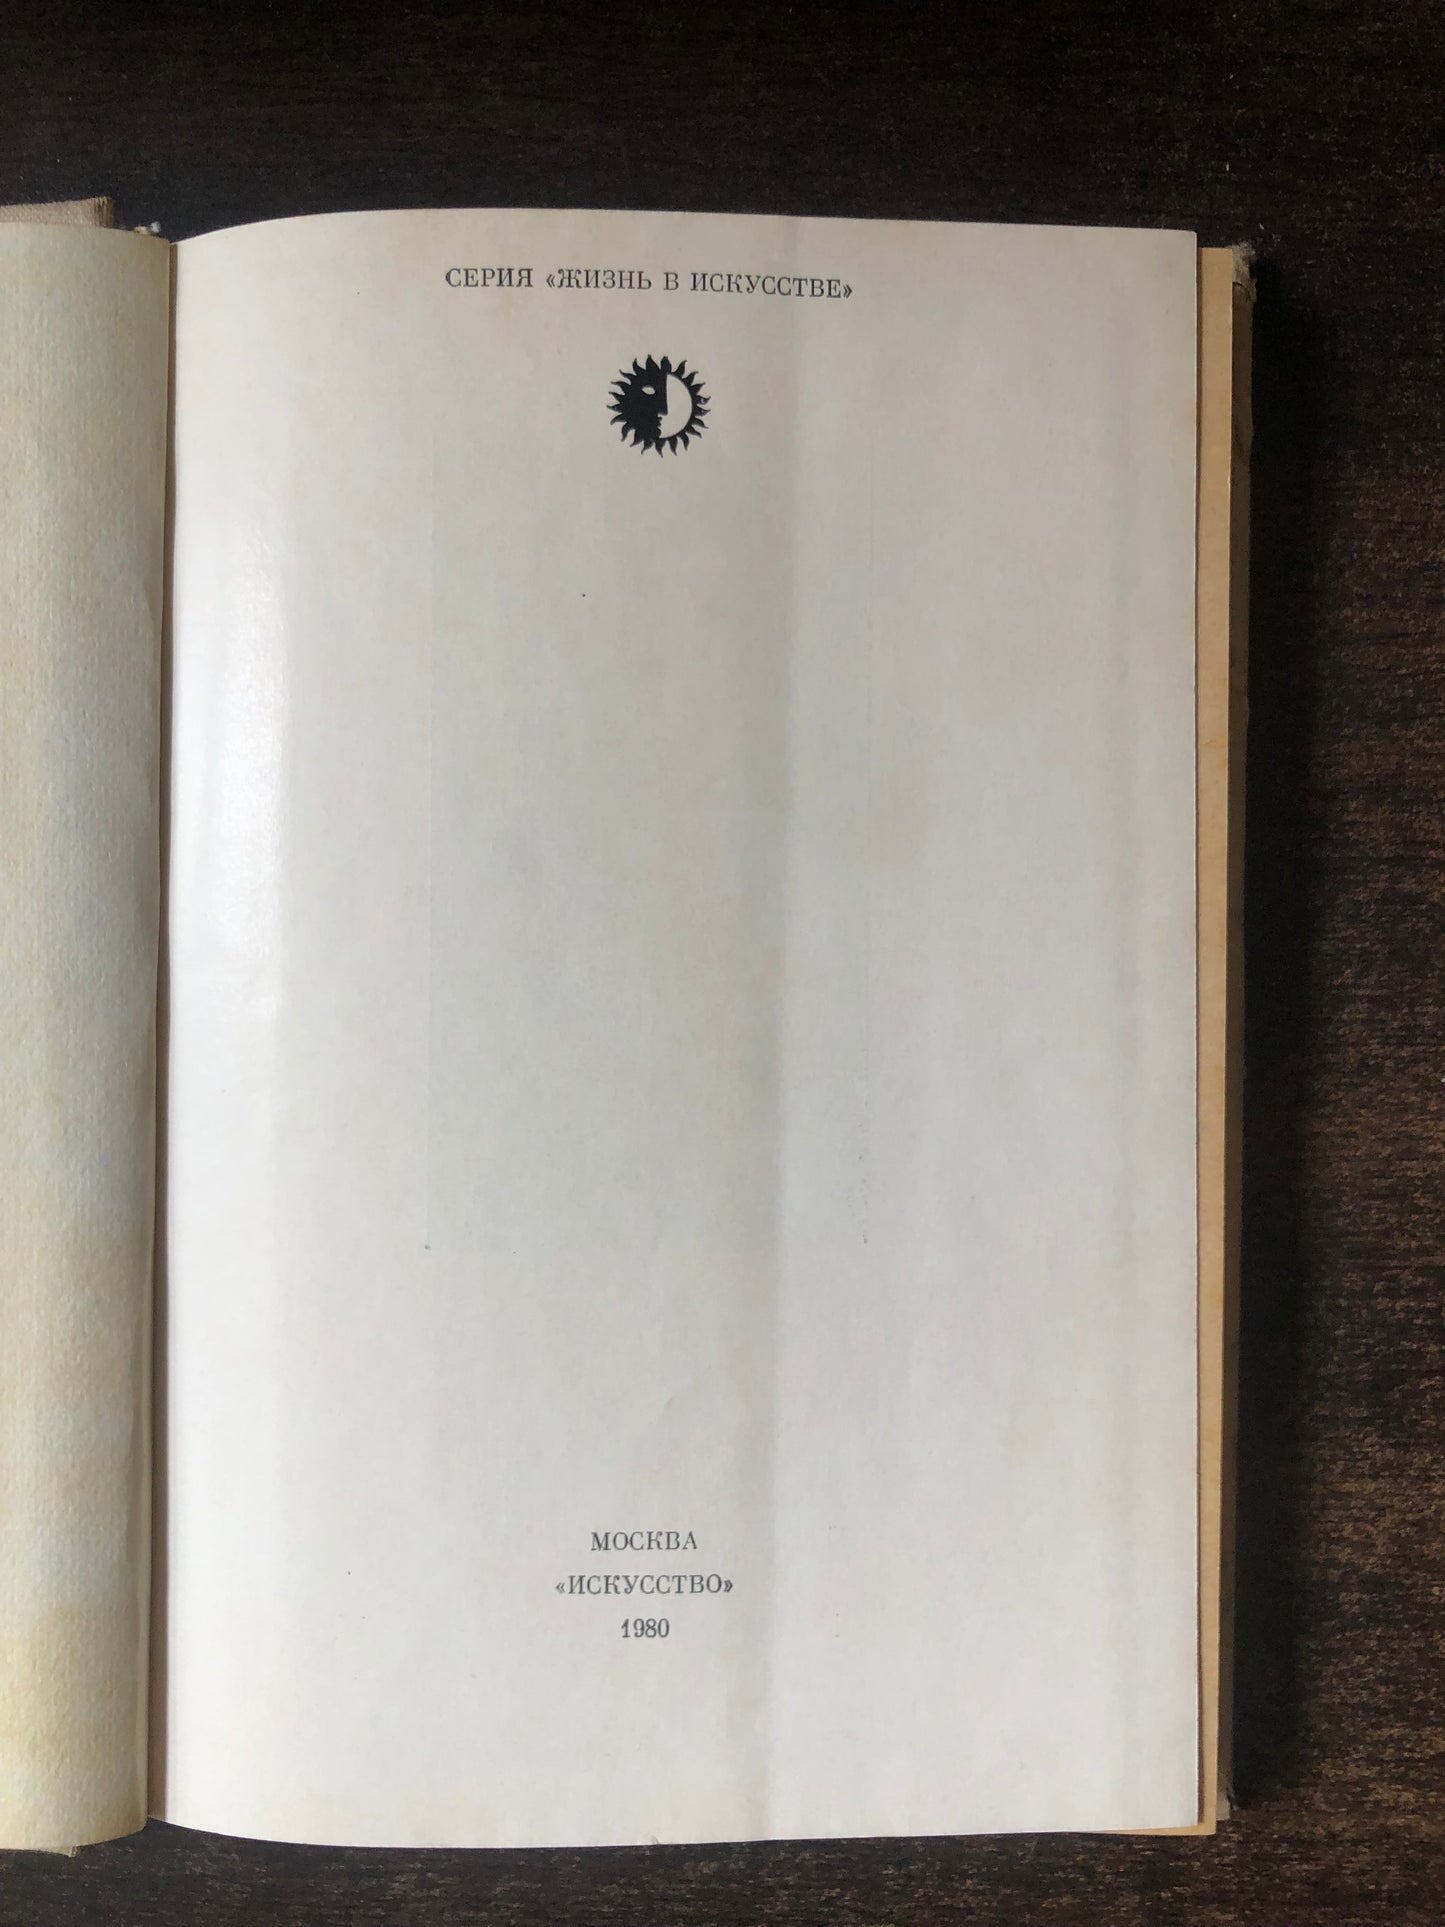 СЕРИЯ «ЖИЗНЬ В ИСКУССТВЕ»
МОСКВА
«ИСКУССТВО»
1980